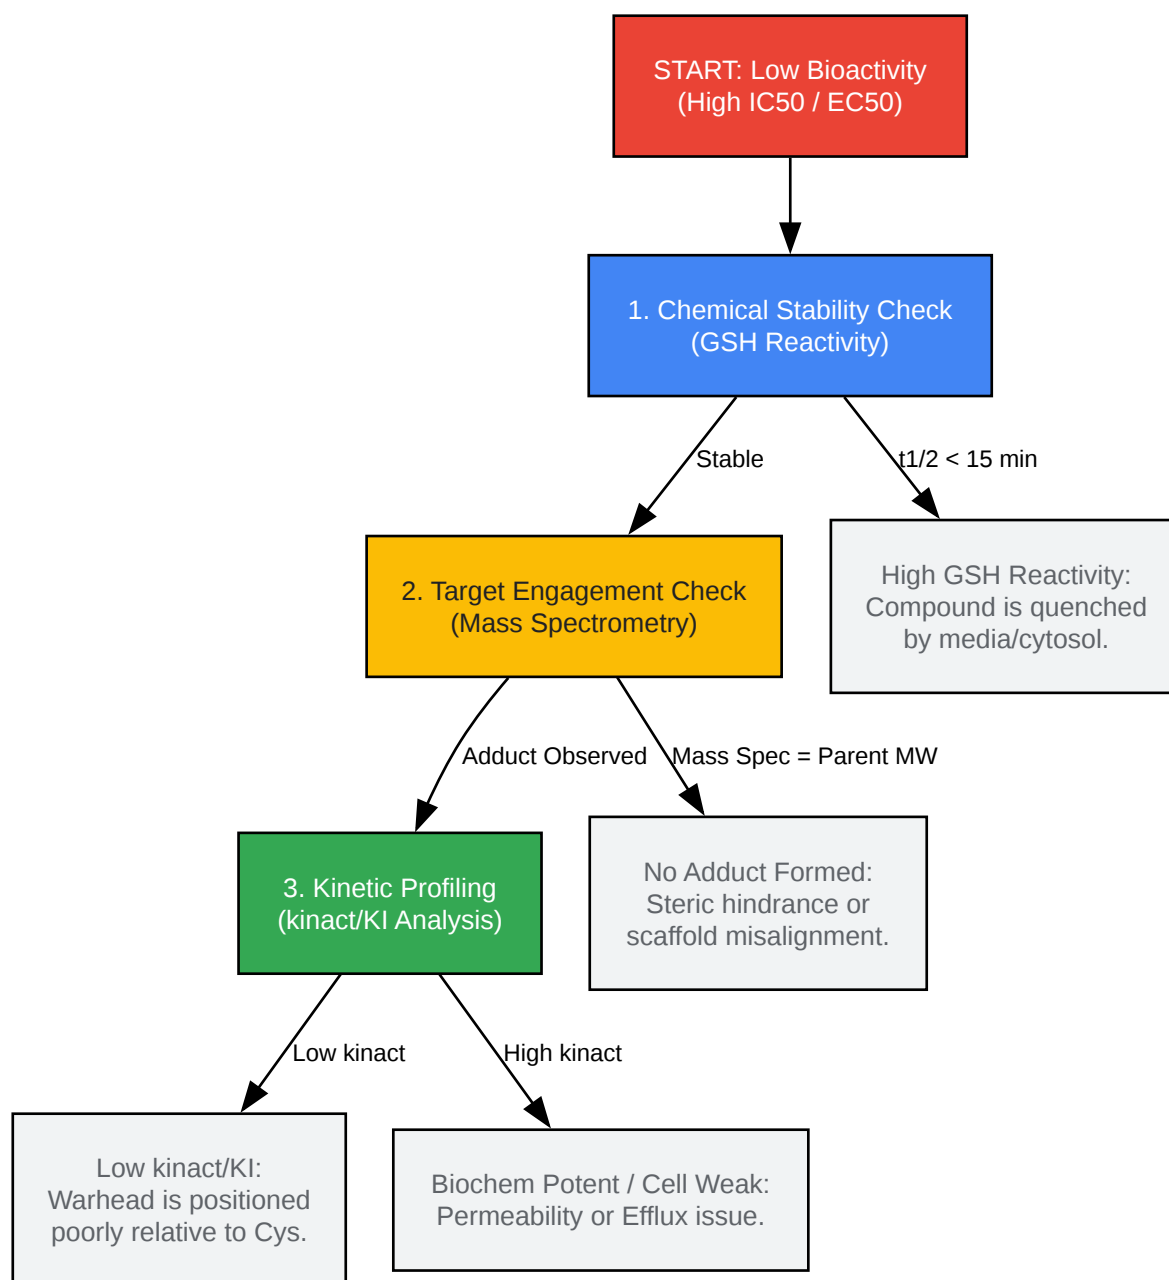 START: Low Bioactivity
(High IC50 / EC50)
1. Chemical Stability Check
(GSH Reactivity)
Stable
t1/2 < 15 min
2. Target Engagement Check
(Mass Spectrometry)
High GSH Reactivity:
Compound is quenched
by media/cytosol.
Adduct Observed
Mass Spec = Parent MW
3. Kinetic Profiling
(kinact/KI Analysis)
No Adduct Formed:
Steric hindrance or
scaffold misalignment.
Low kinact
High kinact
Low kinact/KI:
Warhead is positioned
poorly relative to Cys.
Biochem Potent / Cell Weak:
Permeability or Efflux issue.